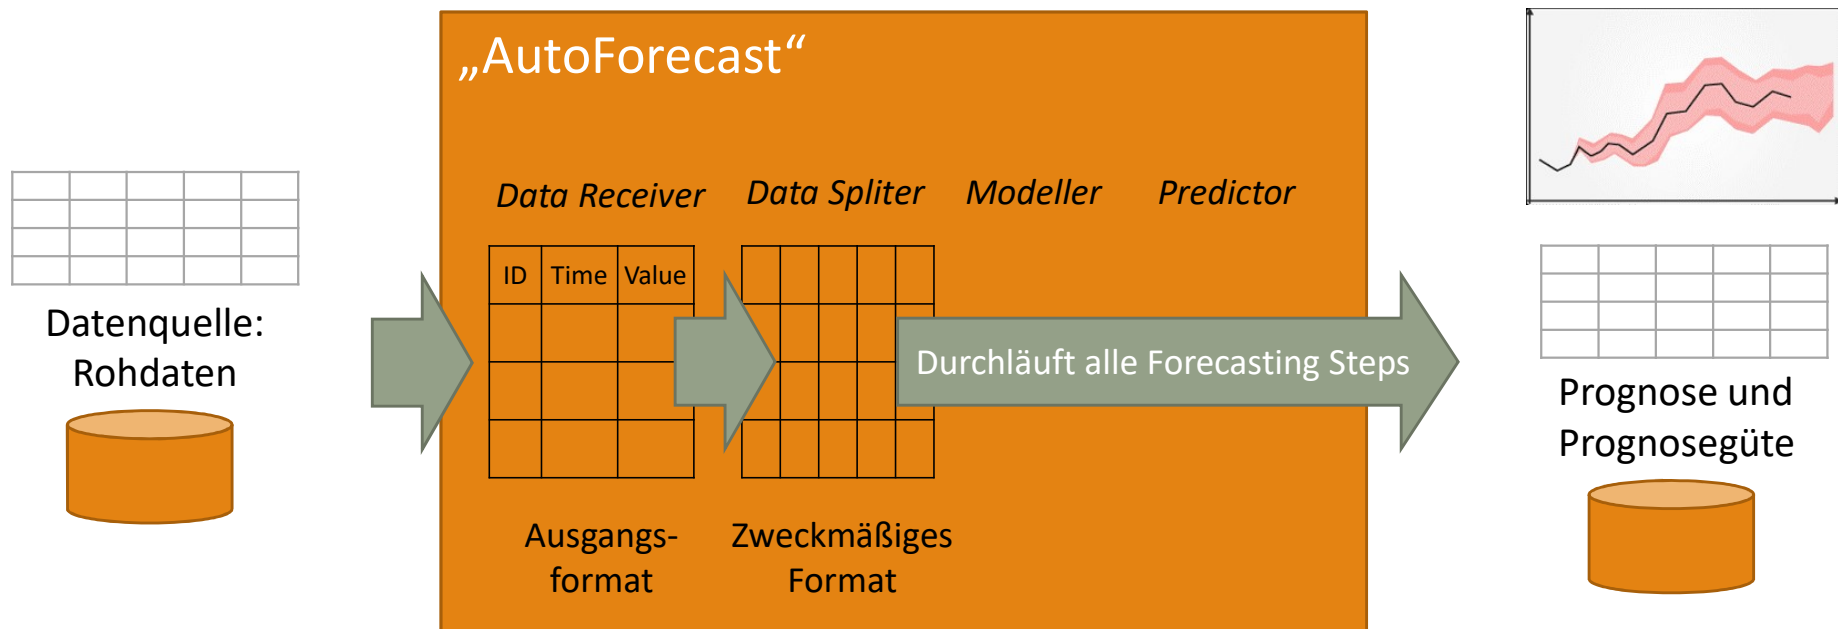 „AutoForecast“
Data Receiver
Data Spliter
Modeller
Predictor
ID
Time
Value
Datenquelle:
Rohdaten
Durchläuft alle Forecasting Steps
Ausgangs-
format
Zweckmäßiges
Format
Prognose und
Prognosegüte